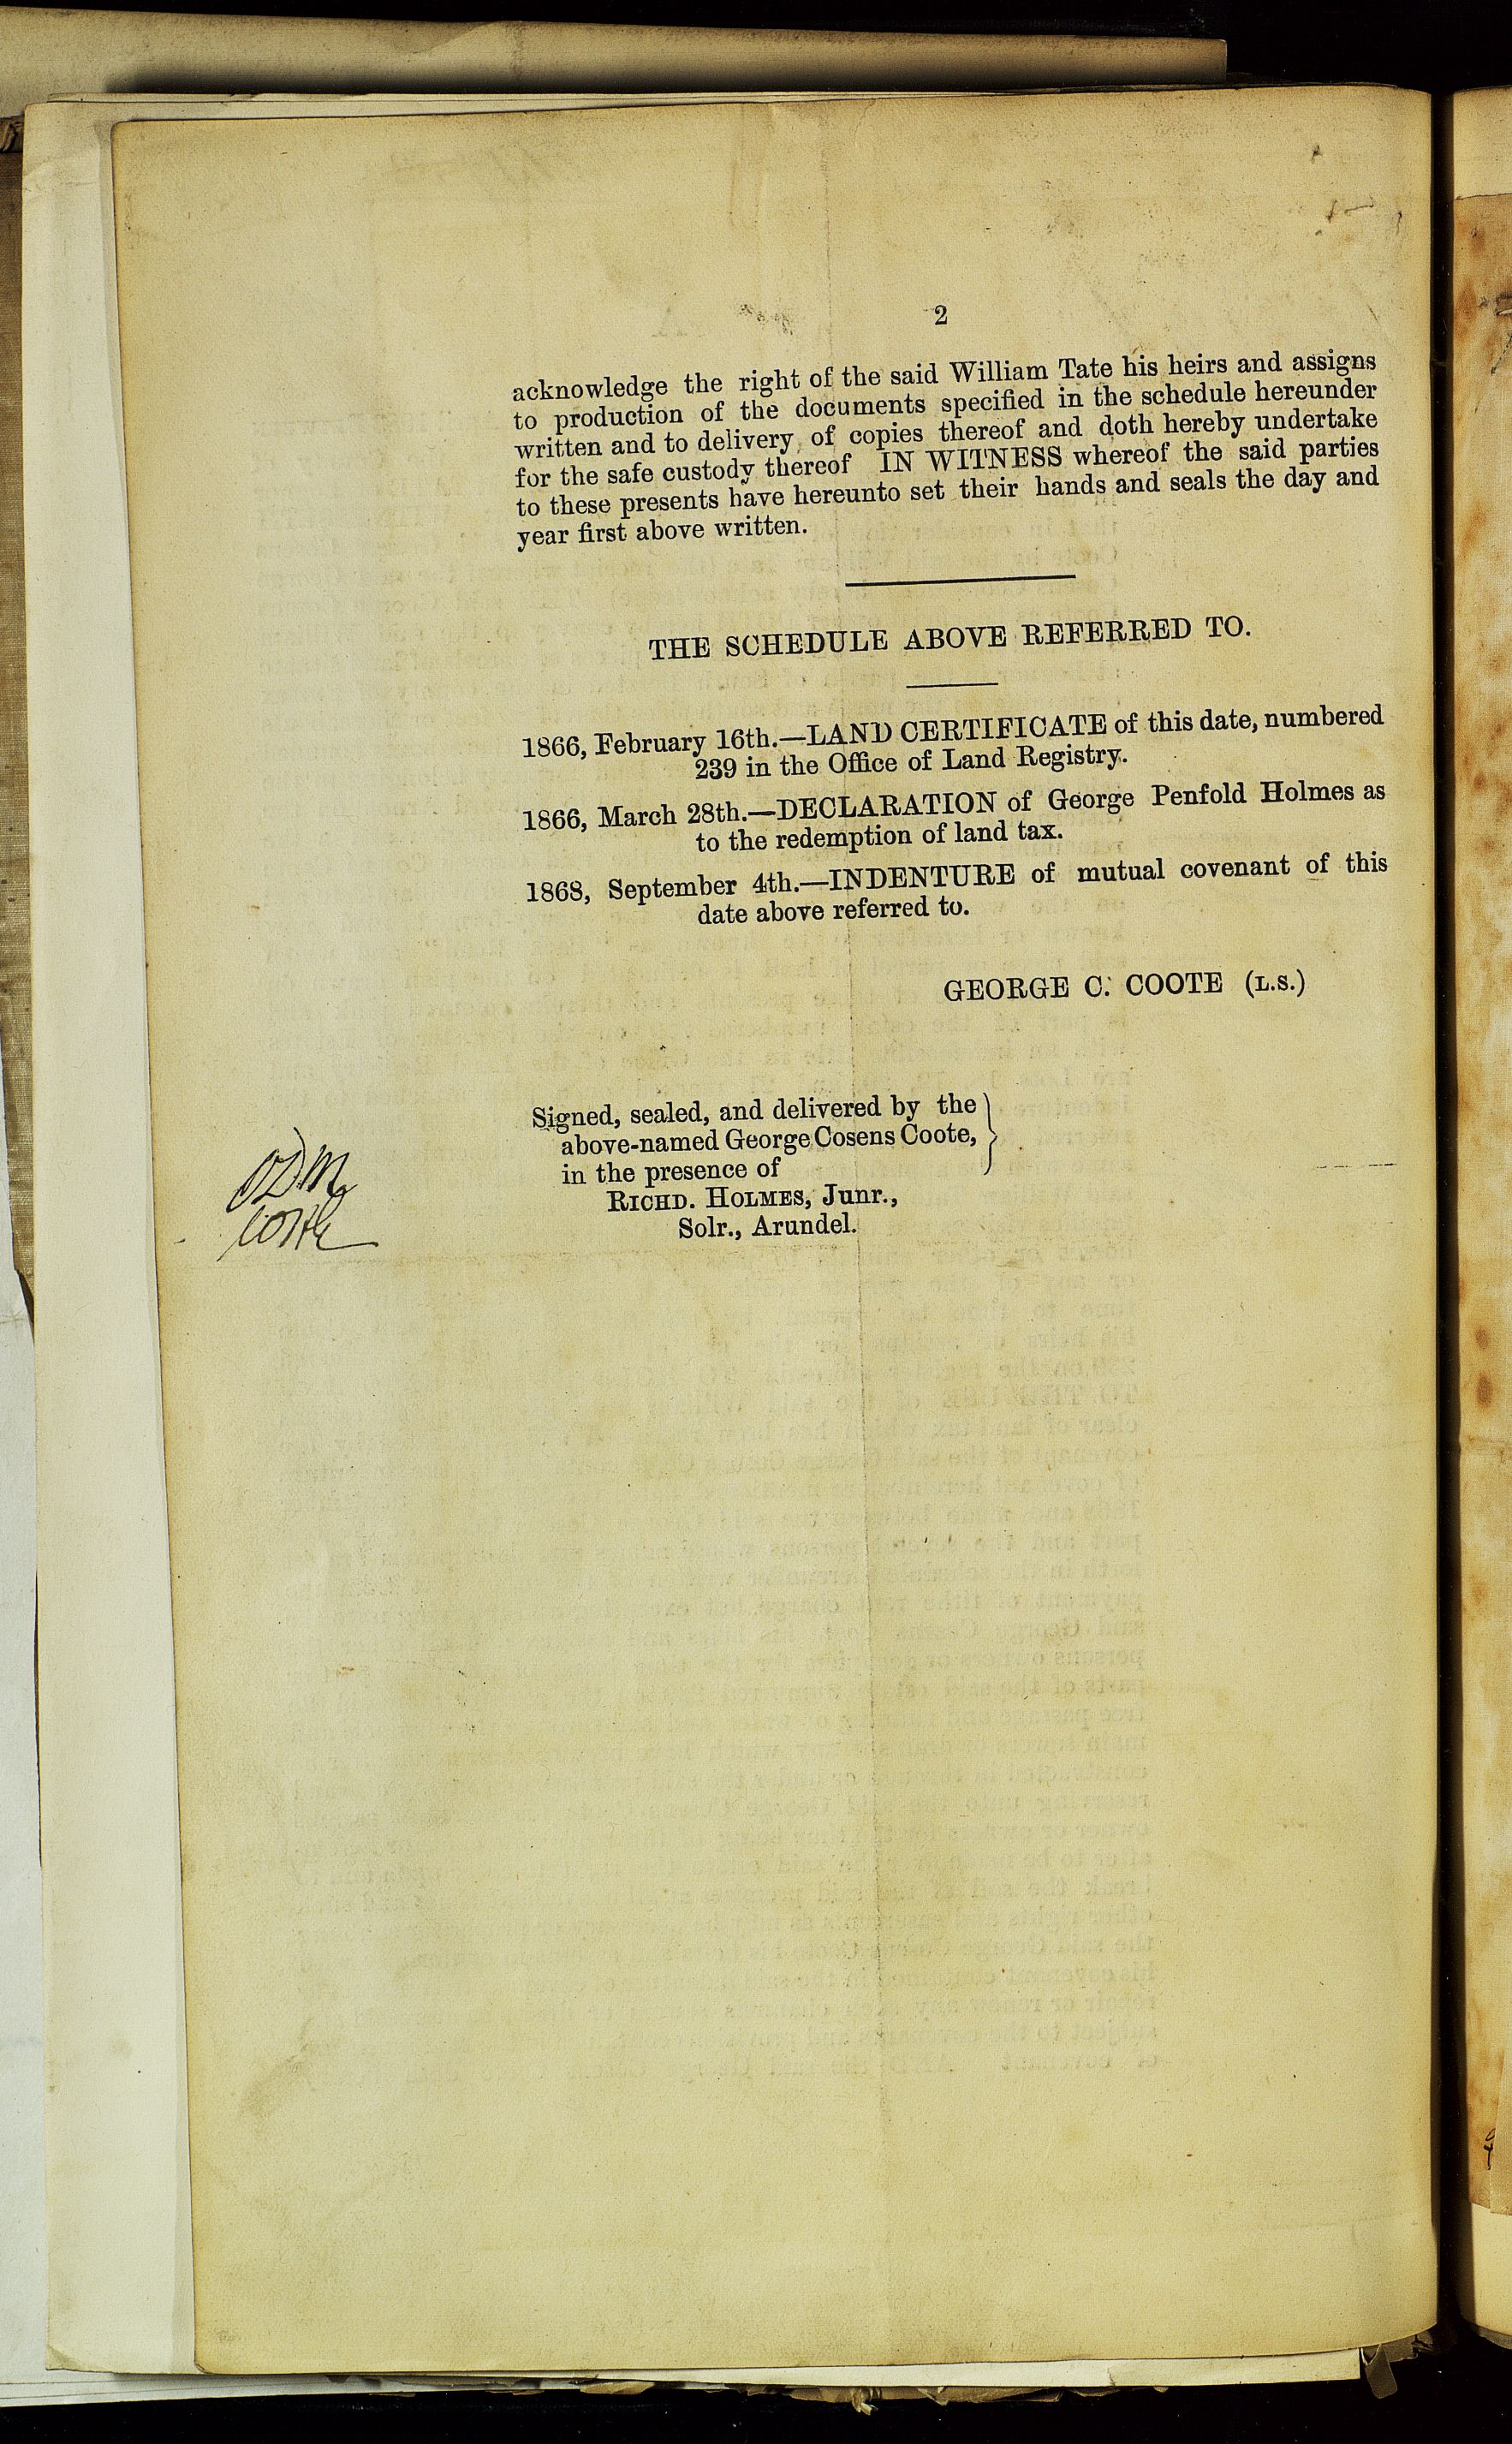 2
acknowledge the right of the said William Tate his heirs and assigns
to production of the documents specified in the schedule hereunder
written and to delivery of copies thereof and doth hereby undertake
for the safe custody thereof IN WITNESS whereof the said parties
to these presents have hereunto set their hands and seals the day and
year first above written.
THE SCHEDULE ABOVE REFERRED TO.
1866, February 16th.—LAND CERTIFICATE of this date, numbered
239 in the Office of Land Registry.
1866, March 28th.—DECLARATION of George Penfold Holmes as
to the redemption of land tax.
1868, September 4th.—INDENTURE of mutual covenant of this
date above referred to.
GEORGE C. COOTE (L.S.)
Signed, sealed, and delivered by the
above-named George Cosens Coote,
in the presence of
RICHD. HOLMES, Junr.,
Solr., Arundel.